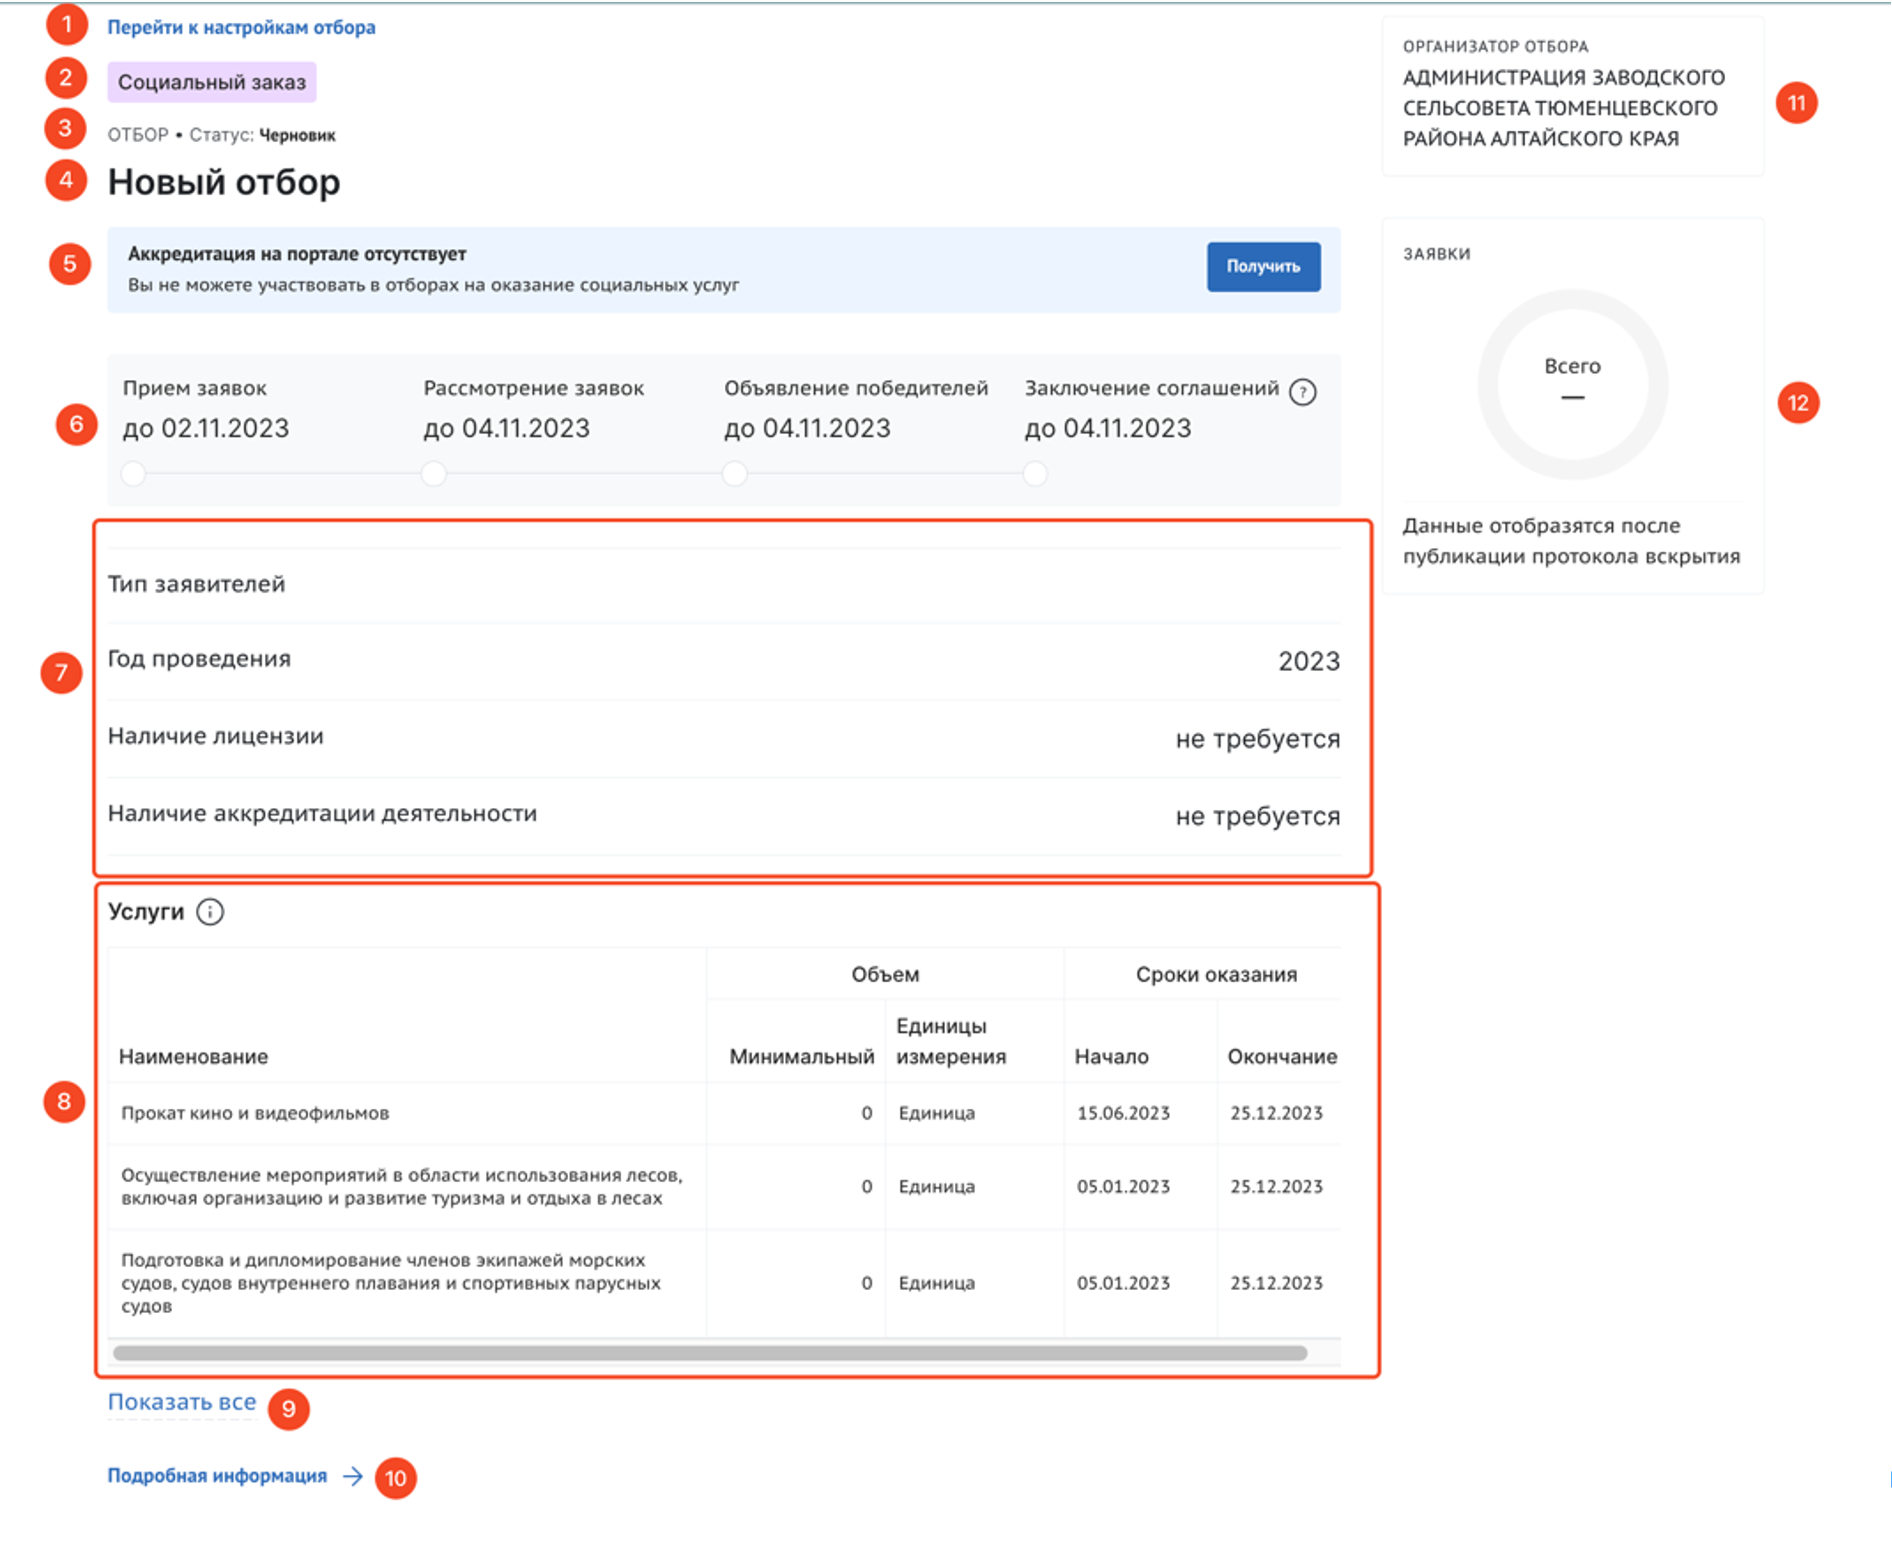 1 Перейти к настройкам отбора
2 Социальный заказ
3 ОТБОР • Статус: Черновик
4 Новый отбор
5
Аккредитация на портале отсутствует
Вы не можете участвовать в отборах на оказание социальных услуг
Получить
6
Прием заявок Рассмотрение заявок Объявление победителей Заключение соглашений ?
до 02.11.2023 до 04.11.2023 до 04.11.2023 до 04.11.2023
7
Тип заявителей
Год проведения 2023
Наличие лицензии не требуется
Наличие аккредитации деятельности не требуется
8
Услуги i
Объем Сроки оказания
Наименование Минимальный Единицы измерения Начало Окончание
Прокат кино и видеофильмов 0 Единица 15.06.2023 25.12.2023
Осуществление мероприятий в области использования лесов,
включая организацию и развитие туризма и отдыха в лесах
0 Единица 05.01.2023 25.12.2023
Подготовка и дипломирование членов экипажей морских
судов, судов внутреннего плавания и спортивных парусных
судов
0 Единица 05.01.2023 25.12.2023
Показать все 9
Подробная информация → 10
ОРГАНИЗАТОР ОТБОРА
АДМИНИСТРАЦИЯ ЗАВОДСКОГО
СЕЛЬСОВЕТА ТЮМЕНЦЕВСКОГО
РАЙОНА АЛТАЙСКОГО КРАЯ
11
ЗАЯВКИ
Всего
—
12
Данные отобразятся после
публикации протокола вскрытия